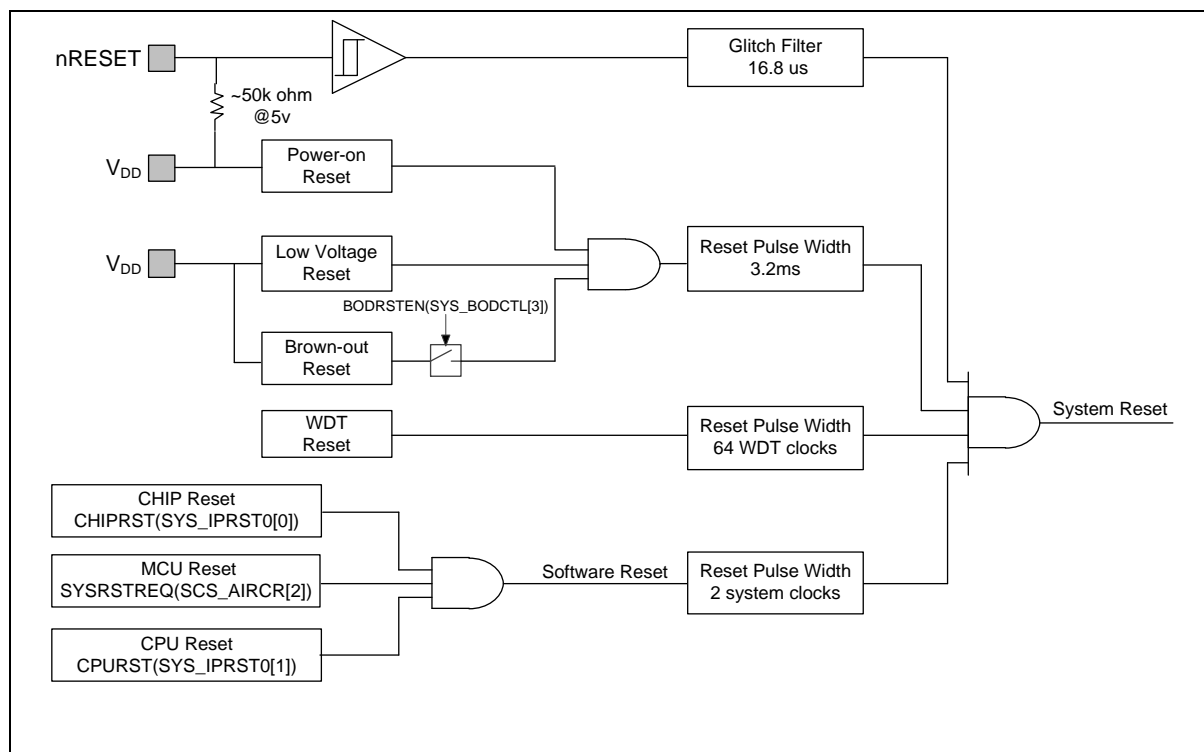 nRESET
~50k ohm
@5v
Glitch Filter
16.8 us
VDD
Power-on
Reset
VDD
Low Voltage
Reset
Reset Pulse Width
3.2ms
BODRSTEN(SYS_BODCTL[3])
Brown-out
Reset
WDT
Reset
Reset Pulse Width
64 WDT clocks
System Reset
CHIP Reset
CHIPRST(SYS_IPRST0[0])
MCU Reset
SYSRSTREQ(SCS_AIRCR[2])
Software Reset
Reset Pulse Width
2 system clocks
CPU Reset
CPURST(SYS_IPRST0[1])